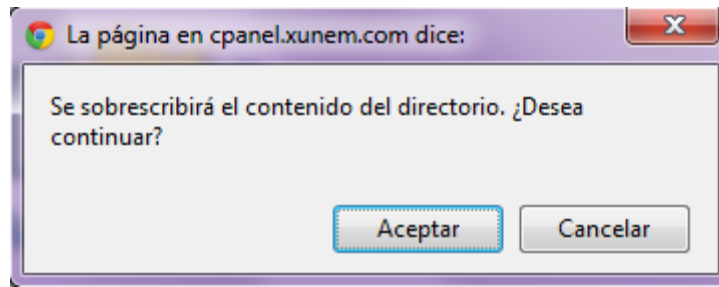 La página en cpanel.xunem.com dice:
Se sobrescribirá el contenido del directorio. ¿Desea
continuar?
Aceptar
Cancelar